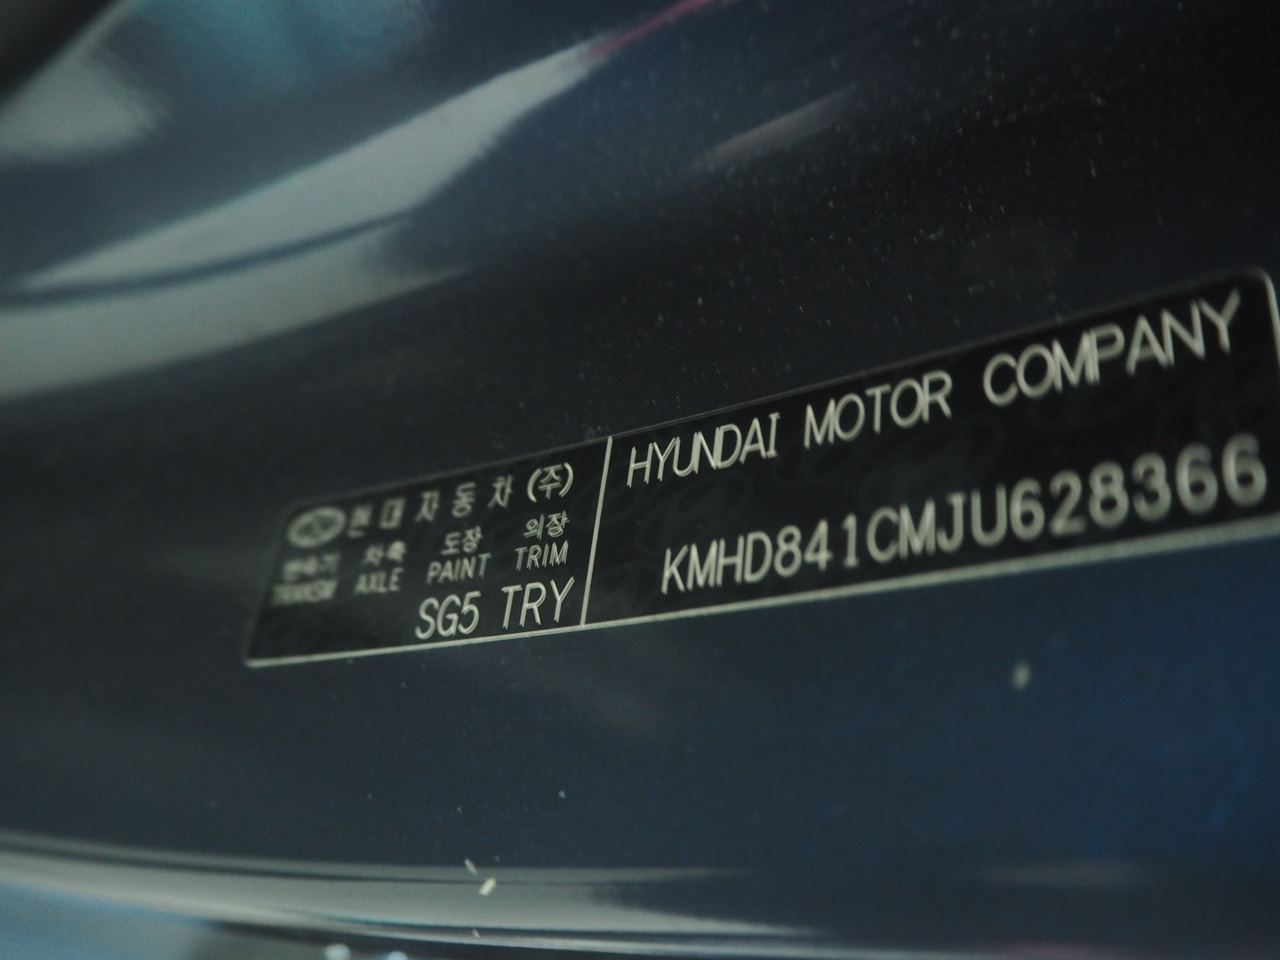 현대자동차(주)
변속기 차축 도장 의장
TRANSM AXLE PAINT TRIM
SG5 TRY
HYUNDAI MOTOR COMPANY
KMHD841CMJU628366